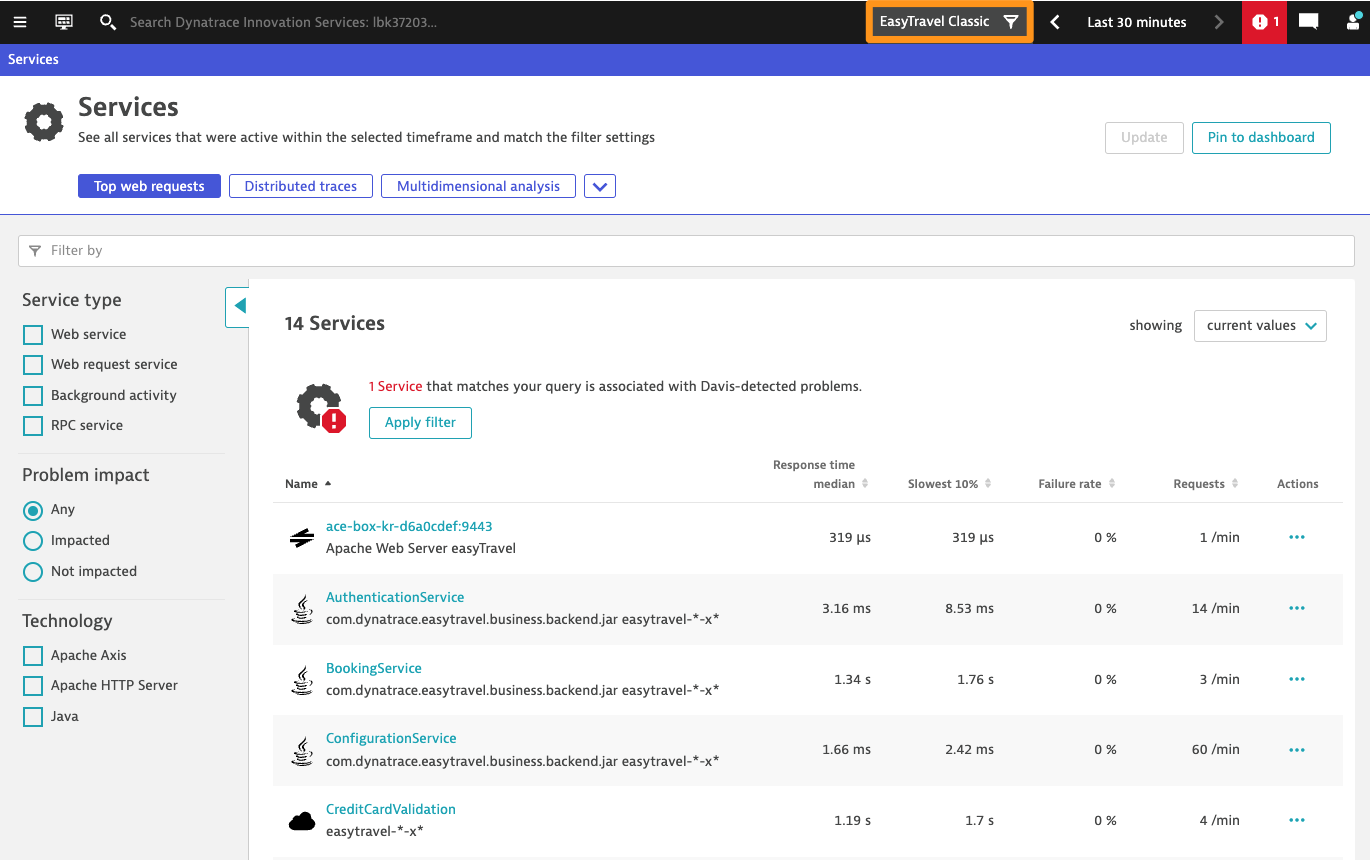 Search Dynatrace Innovation Services: lbk37203...
EasyTravel Classic
Last 30 minutes
1
Services
Services
See all services that were active within the selected timeframe and match the filter settings
Update
Pin to dashboard
Top web requests
Distributed traces
Multidimensional analysis
Filter by
Service type
Web service
Web request service
Background activity
RPC service
Problem impact
Any
Impacted
Not impacted
Technology
Apache Axis
Apache HTTP Server
Java
14 Services
showing
current values
1 Service that matches your query is associated with Davis-detected problems.
Apply filter
Name
Response time
median
Slowest 10%
Failure rate
Requests
Actions
ace-box-kr-d6a0cdef:9443
Apache Web Server easyTravel
319 µs
319 µs
0 %
1 /min
AuthenticationService
com.dynatrace.easytravel.business.backend.jar easytravel-*-x*
3.16 ms
8.53 ms
0 %
14 /min
BookingService
com.dynatrace.easytravel.business.backend.jar easytravel-*-x*
1.34 s
1.76 s
0 %
3 /min
ConfigurationService
com.dynatrace.easytravel.business.backend.jar easytravel-*-x*
1.66 ms
2.42 ms
0 %
60 /min
CreditCardValidation
easytravel-*-x*
1.19 s
1.7 s
0 %
4 /min